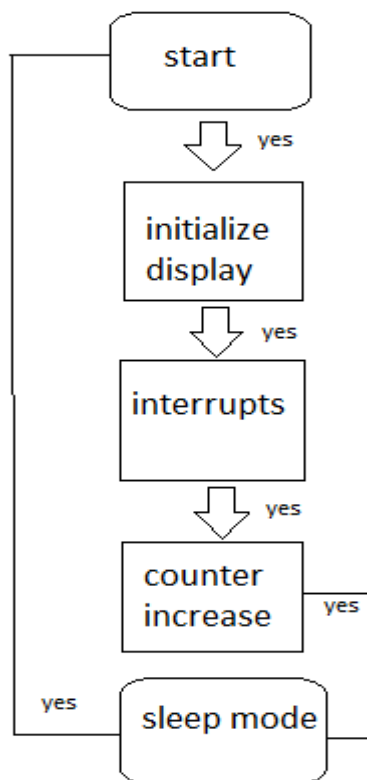 start
yes
initialize
display
yes
interrupts
yes
counter
increase
yes
yes
sleep mode